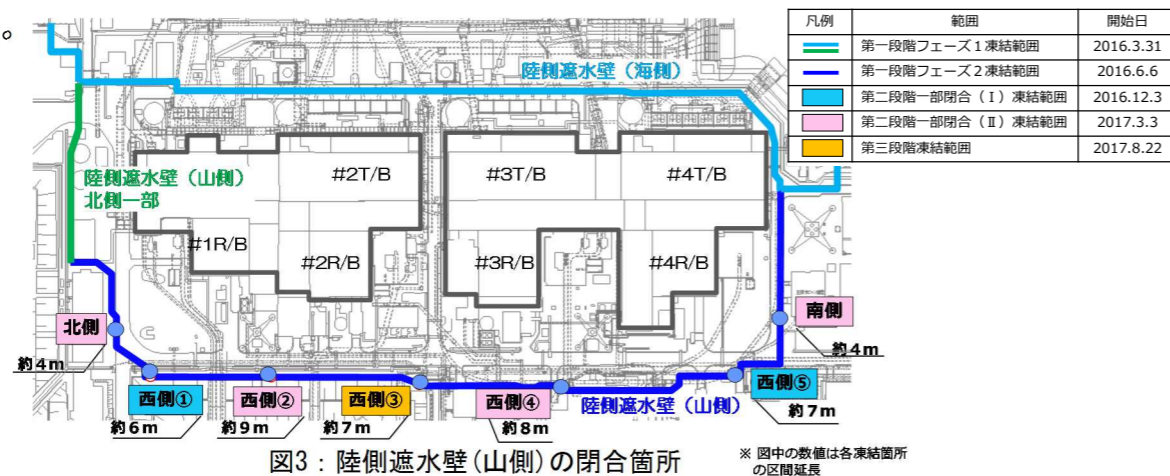 凡例 範囲 開始日
第一段階フェーズ1凍結範囲 2016.3.31
第一段階フェーズ2凍結範囲 2016.6.6
第二段階一部閉合（Ⅰ）凍結範囲 2016.12.3
第二段階一部閉合（Ⅱ）凍結範囲 2017.3.3
第三段階凍結範囲 2017.8.22
。
陸側遮水壁（海側）
陸側遮水壁（山側）
北側一部
#2T/B
#3T/B
#4T/B
#1R/B
#2R/B
#3R/B
#4R/B
北側
約4m
南側
約4m
西側①
約6m
西側②
約9m
西側③
約7m
西側④
約8m
陸側遮水壁（山側）
西側⑤
約7m
図3：陸側遮水壁(山側)の閉合箇所
※ 図中の数値は各凍結箇所
の区間延長